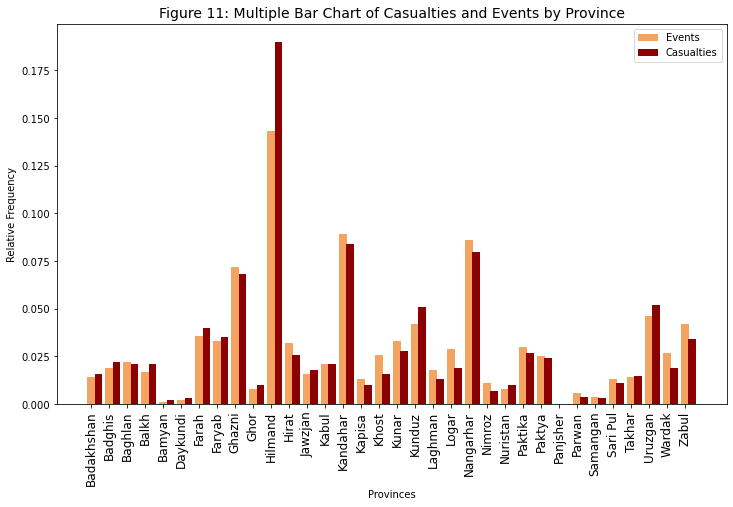 Figure 11: Multiple Bar Chart of Casualties and Events by Province
Events
Casualties
0.175
0.150
0.125
0.100
0.075
0.050
0.025
0.000
Relative Frequency
Badakhshan
Badghis
Baghlan
Balkh
Bamyan
Daykundi
Farah
Faryab
Ghazni
Ghor
Hilmand
Hirat
Jawzjan
Kabul
Kandahar
Kapisa
Khost
Kunar
Kunduz
Laghman
Logar
Nangarhar
Nimroz
Nuristan
Paktika
Paktya
Panjsher
Parwan
Samangan
Sari Pul
Takhar
Uruzgan
Wardak
Zabul
Provinces